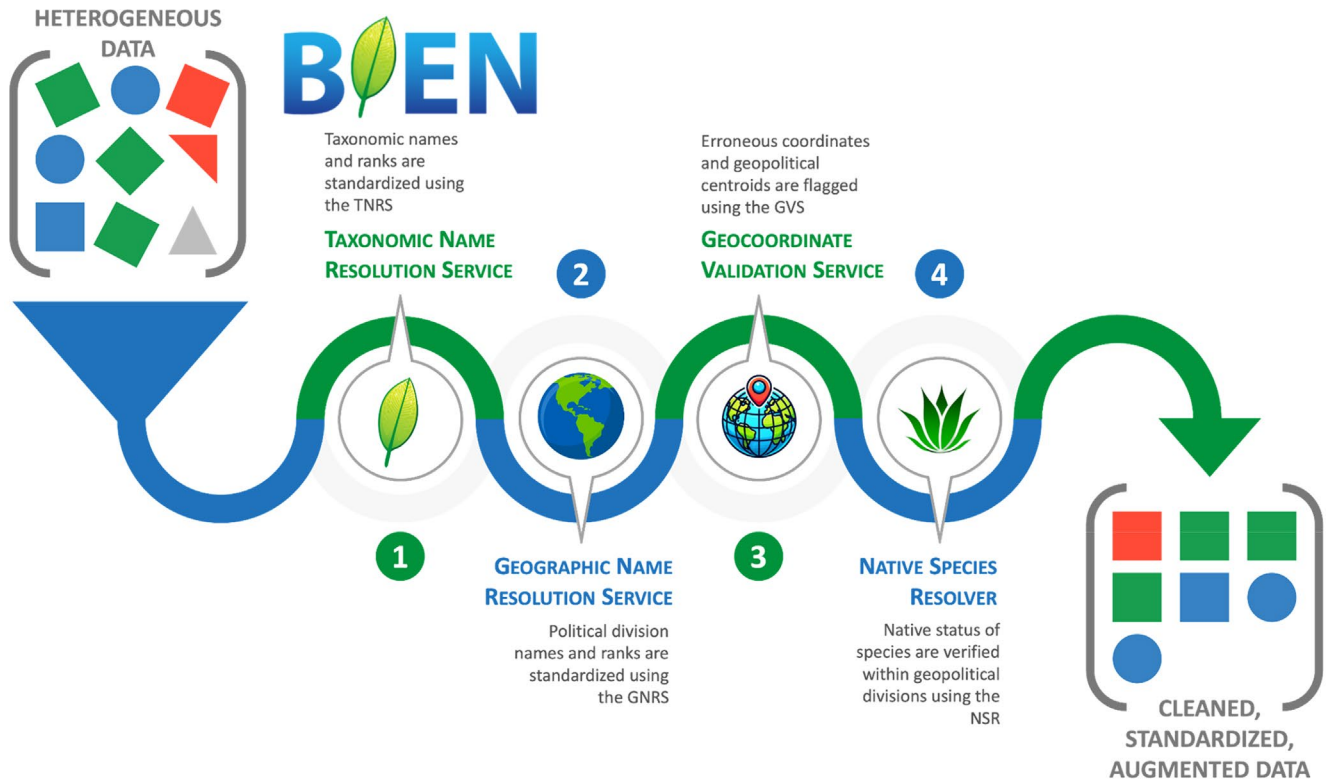 HETEROGENEOUS
DATA
BIEN
Taxonomic names
and ranks are
standardized using
the TNRS
TAXONOMIC NAME
RESOLUTION SERVICE
2
Erroneous coordinates
and geopolitical
centroids are flagged
using the GVS
GEOCOORDINATE
VALIDATION SERVICE
4
1
GEOGRAPHIC NAME
RESOLUTION SERVICE
Political division
names and ranks are
standardized using
the GNRS
3
NATIVE SPECIES
RESOLVER
Native status of
species are verified
within geopolitical
divisions using the
NSR
CLEANED,
STANDARDIZED,
AUGMENTED DATA